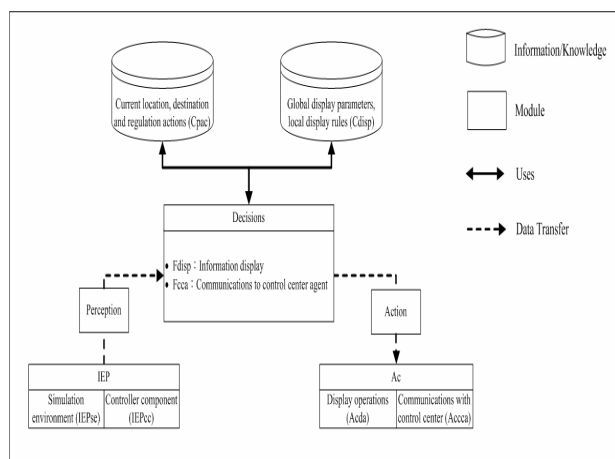 Current location, destination
and regulation actions (Cpac)
Global display parameters,
local display rules (Cdisp)
Information/Knowledge
Module
Uses
Data Transfer
Decisions
• Fdisp：Information display
• Fcca：Communications to control center agent
Perception
Action
IEP
Simulation
environment (IEPse)
Controller component
(IEPcc)
Ac
Display operations
(Acda)
Communications with
control center (Accca)